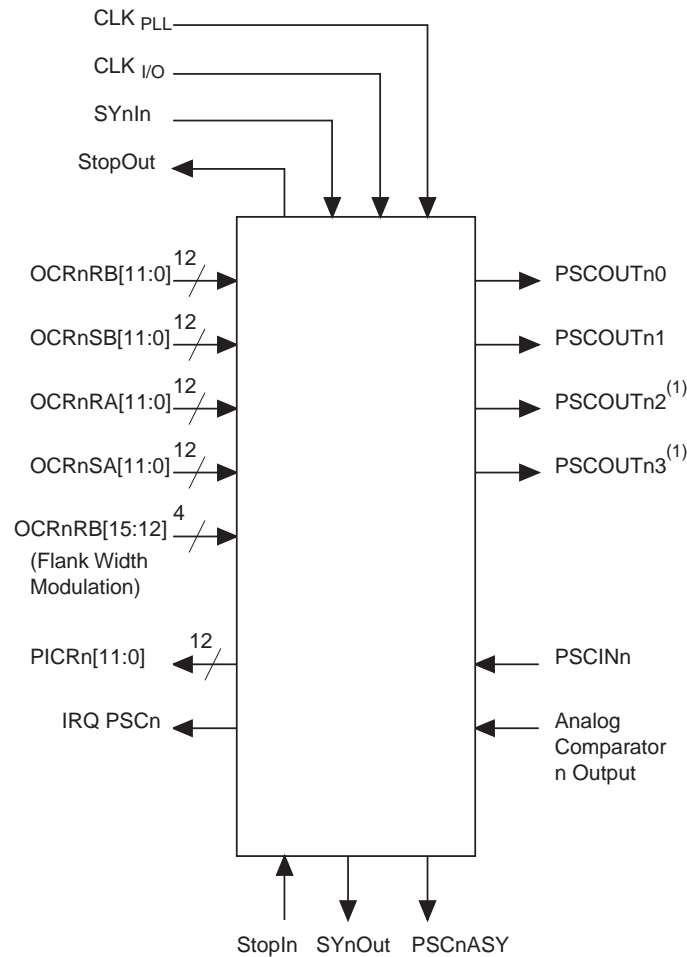 CLK PLL
CLK I/O
SYnIn
StopOut
OCRnRB[11:0] 12
OCRnSB[11:0] 12
OCRnRA[11:0] 12
OCRnSA[11:0] 12
OCRnRB[15:12] 4
(Flank Width
Modulation)
PICRn[11:0] 12
IRQ PSCn
PSCOUTn0
PSCOUTn1
PSCOUTn2(1)
PSCOUTn3(1)
PSCINn
Analog
Comparator
n Output
StopIn SYnOut PSCnASY